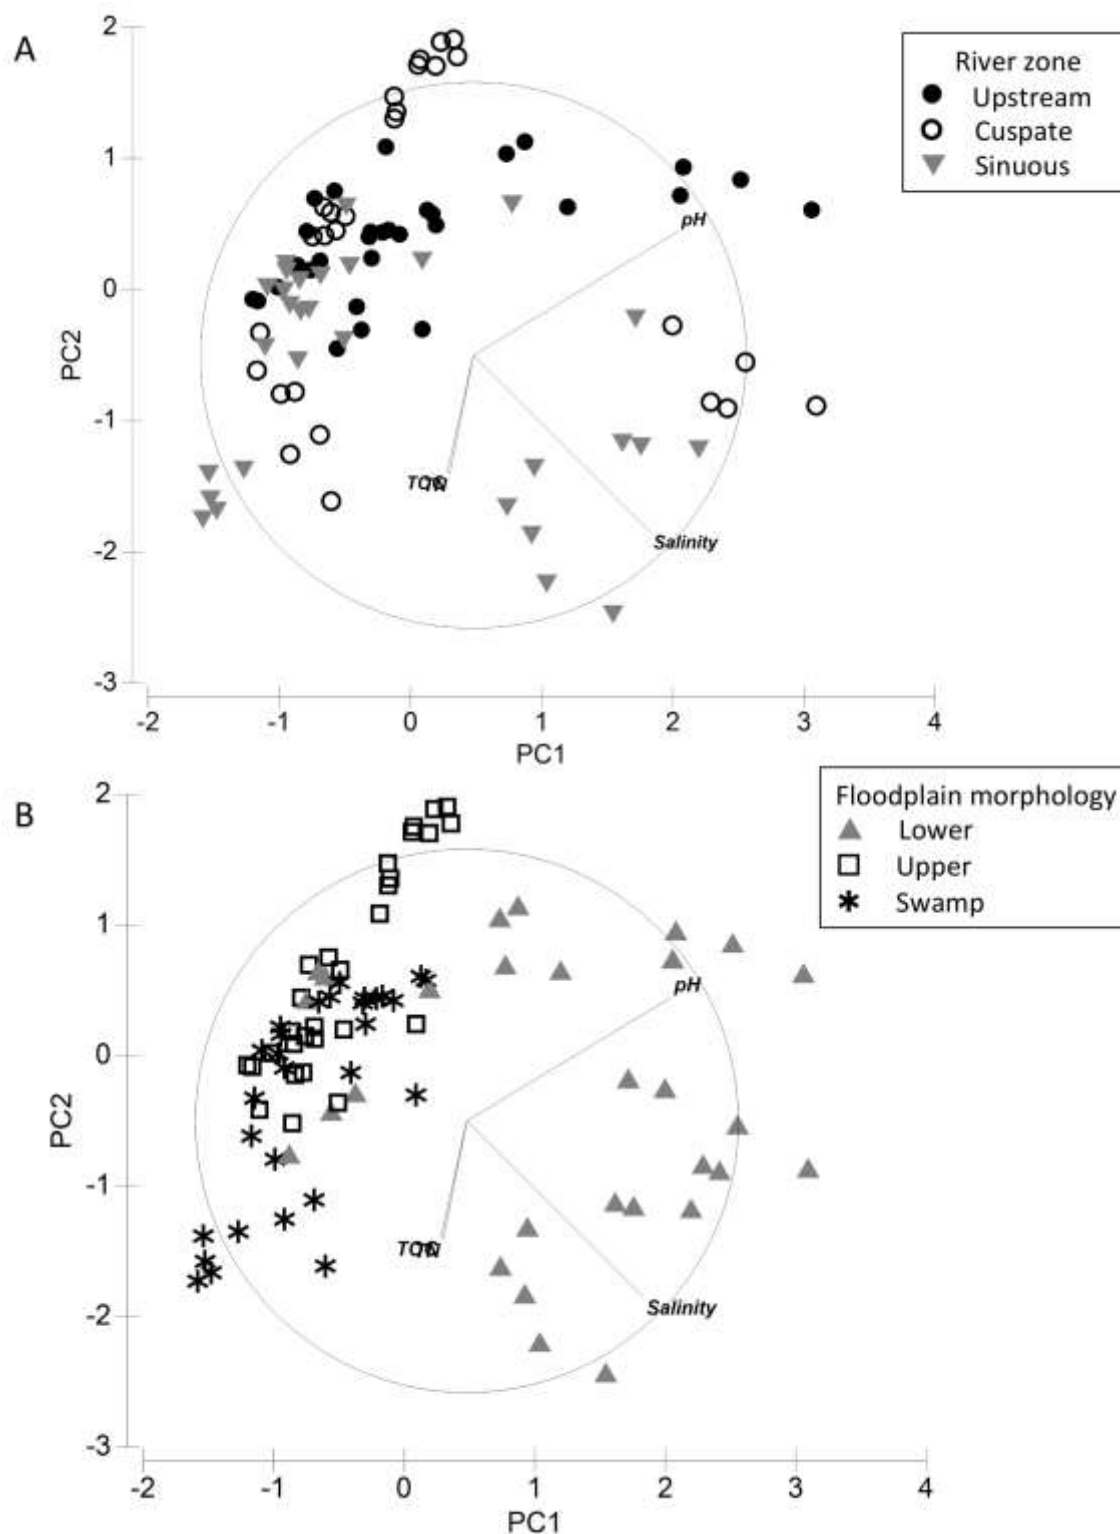 A
River zone
Upstream
Cuspate
Sinuous
2
1
0
-1
-2
-3
PC2
pH
Salinity
-2 -1 0 1 2 3 4
PC1
B
Floodplain morphology
Lower
Upper
Swamp
2
1
0
-1
-2
-3
PC2
pH
Salinity
-2 -1 0 1 2 3 4
PC1